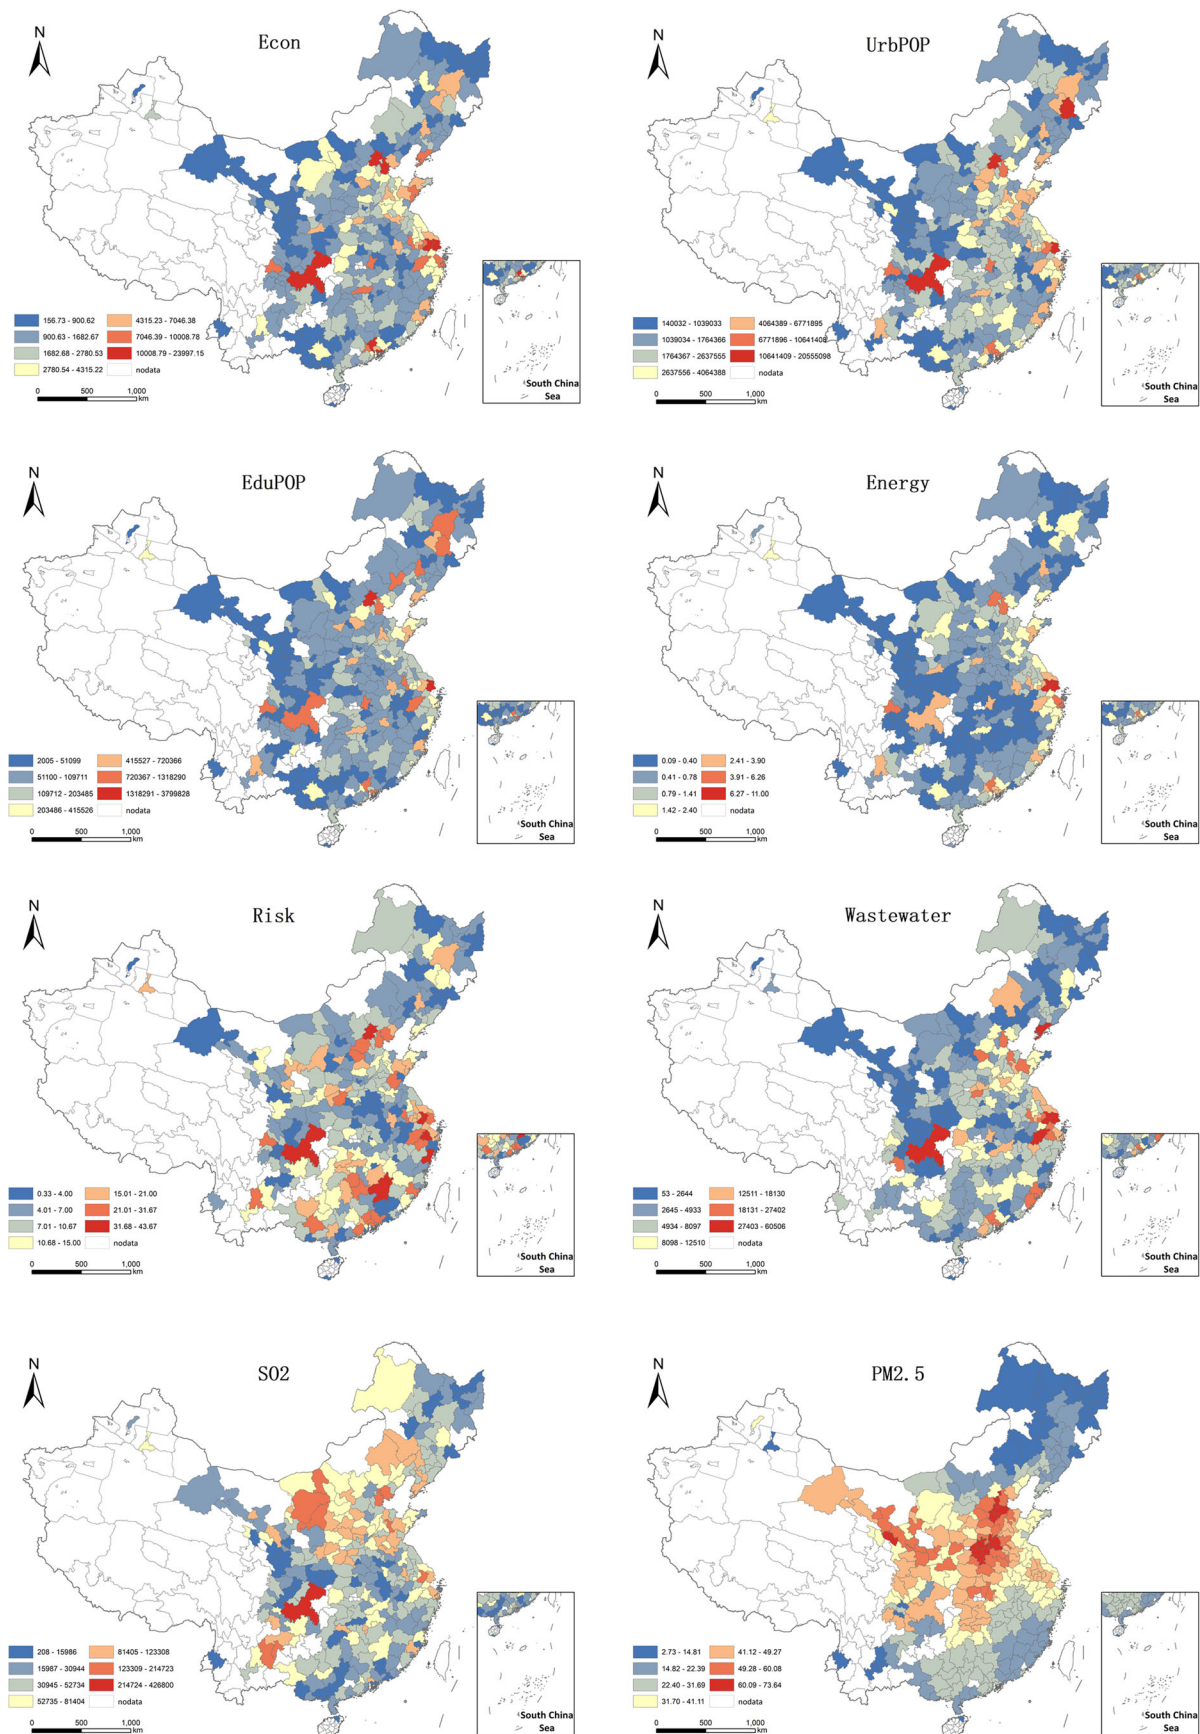 N
Econ
156.73 - 900.62
4315.23 - 7046.38
900.63 - 1682.67
7046.39 - 10008.78
1682.68 - 2780.53
10008.79 - 23997.15
2780.54 - 4315.22
nodata
0 500 1,000
km
South China
Sea
N
UrbPOP
140032 - 1039033
4064389 - 6771895
1039034 - 1764366
6771896 - 10641408
1764367 - 2637555
10641409 - 20555098
2637556 - 4064388
nodata
0 500 1,000
km
South China
Sea
N
EduPOP
2005 - 51099
415527 - 720366
51100 - 109711
720367 - 1318290
109712 - 203485
1318291 - 3799828
203486 - 415526
nodata
0 500 1,000
km
South China
Sea
N
Energy
0.09 - 0.40
2.41 - 3.90
0.41 - 0.78
3.91 - 6.26
0.79 - 1.41
6.27 - 11.00
1.42 - 2.40
nodata
0 500 1,000
km
South China
Sea
N
Risk
0.33 - 4.00
15.01 - 21.00
4.01 - 7.00
21.01 - 31.67
7.01 - 10.67
31.68 - 43.67
10.68 - 15.00
nodata
0 500 1,000
km
South China
Sea
N
Wastewater
53 - 2644
12511 - 18130
2645 - 4933
18131 - 27402
4934 - 8097
27403 - 60506
8098 - 12510
nodata
0 500 1,000
km
South China
Sea
N
SO2
208 - 15986
81405 - 123308
15987 - 30944
123309 - 214723
30945 - 52734
214724 - 426800
52735 - 81404
nodata
0 500 1,000
km
South China
Sea
N
PM2.5
2.73 - 14.81
41.12 - 49.27
14.82 - 22.39
49.28 - 60.08
22.40 - 31.69
60.09 - 73.64
31.70 - 41.11
nodata
0 500 1,000
km
South China
Sea